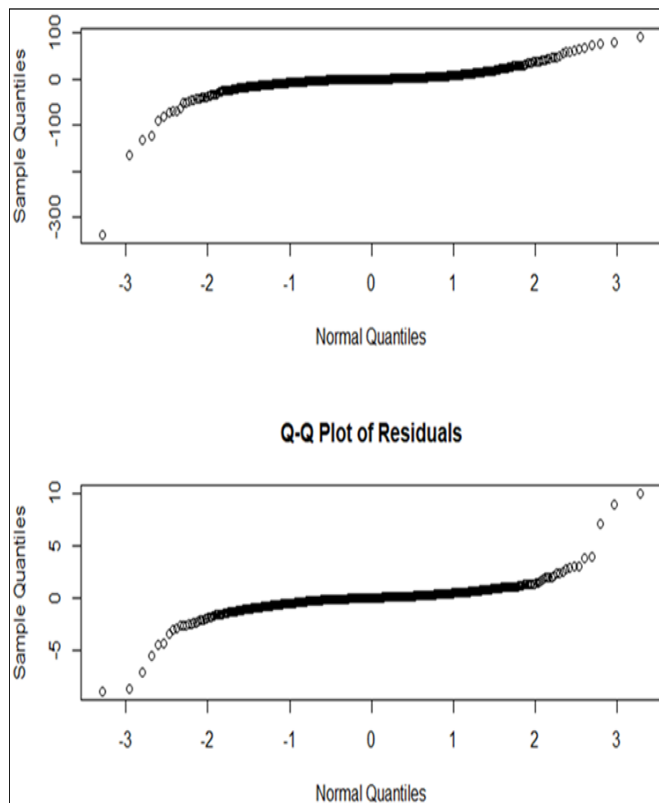 100
0
-100
-300
Sample Quantiles
-3 -2 -1 0 1 2 3
Normal Quantiles
Q-Q Plot of Residuals
10
5
0
-5
Sample Quantiles
-3 -2 -1 0 1 2 3
Normal Quantiles